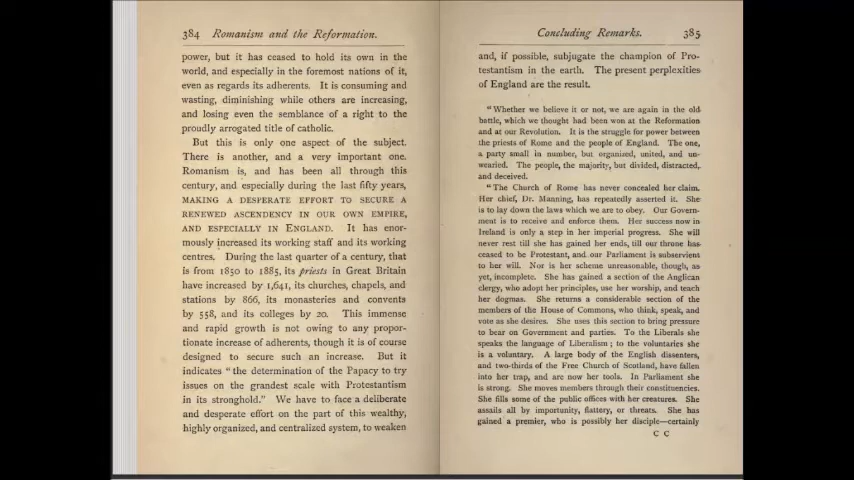 384 Romanism and the Reformation.
power, but it has ceased to hold its own in the
world, and especially in the foremost nations of it,
even as regards its adherents. It is consuming and
wasting, diminishing while others are increasing,
and losing even the semblance of a right to the
proudly arrogated title of catholic.
But this is only one aspect of the subject.
There is another, and a very important one.
Romanism is, and has been all through this
century, and especially during the last fifty years,
MAKING A DESPERATE EFFORT TO SECURE A
RENEWED ASCENDENCY IN OUR OWN EMPIRE,
AND ESPECIALLY IN ENGLAND. It has enor-
mously increased its working staff and its working
centres. During the last quarter of a century, that
is from 1850 to 1885, its priests in Great Britain
have increased by 1,641, its churches, chapels, and
stations by 866, its monasteries and convents
by 558, and its colleges by 20. This immense
and rapid growth is not owing to any propor-
tionate increase of adherents, though it is of course
designed to secure such an increase. But it
indicates "the determination of the Papacy to try
issues on the grandest scale with Protestantism
in its stronghold." We have to face a deliberate
and desperate effort on the part of this wealthy,
highly organized, and centralized system, to weaken
Concluding Remarks. 385
and, if possible, subjugate the champion of Pro-
testantism in the earth. The present perplexities
of England are the result.
"Whether we believe it or not, we are again in the old
battle, which we thought had been won at the Reformation
and at our Revolution. It is the struggle for power between
the priests of Rome and the people of England. The one,
a party small in number, but organized, united, and un-
wearied. The people, the majority, but divided, distracted,
and deceived.
"The Church of Rome has never concealed her claim.
Her chief, Dr. Manning, has repeatedly asserted it. She
is to lay down the laws which we are to obey. Our Govern-
ment is to receive and enforce them. Her success now in
Ireland is only a step in her imperial progress. She will
never rest till she has gained her ends, till our throne has
ceased to be Protestant, and our Parliament is subservient
to her will. Nor is her scheme unreasonable, though, as
yet, incomplete. She has gained a section of the Anglican
clergy, who adopt her principles, use her worship, and teach
her dogmas. She returns a considerable section of the
members of the House of Commons, who think, speak, and
vote as she desires. She uses this section to bring pressure
to bear on Government and parties. To the Liberals she
speaks the language of Liberalism; to the voluntaries she
is a voluntary. A large body of the English dissenters,
and two-thirds of the Free Church of Scotland, have fallen
into her trap, and are now her tools. In Parliament she
is strong. She moves members through their constituencies.
She fills some of the public offices with her creatures. She
assails all by importunity, flattery, or threats. She has
gained a premier, who is possibly her disciple—certainly
C C